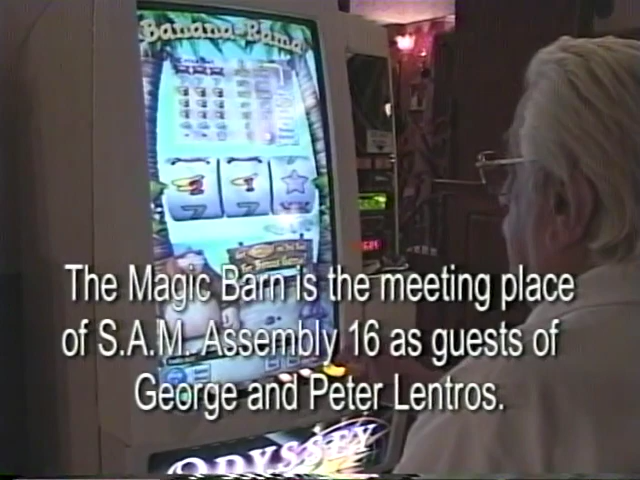 Banana-Rama
The Magic Barn is the meeting place
of S.A.M. Assembly 16 as guests of
George and Peter Lentros.
ODYSSEY